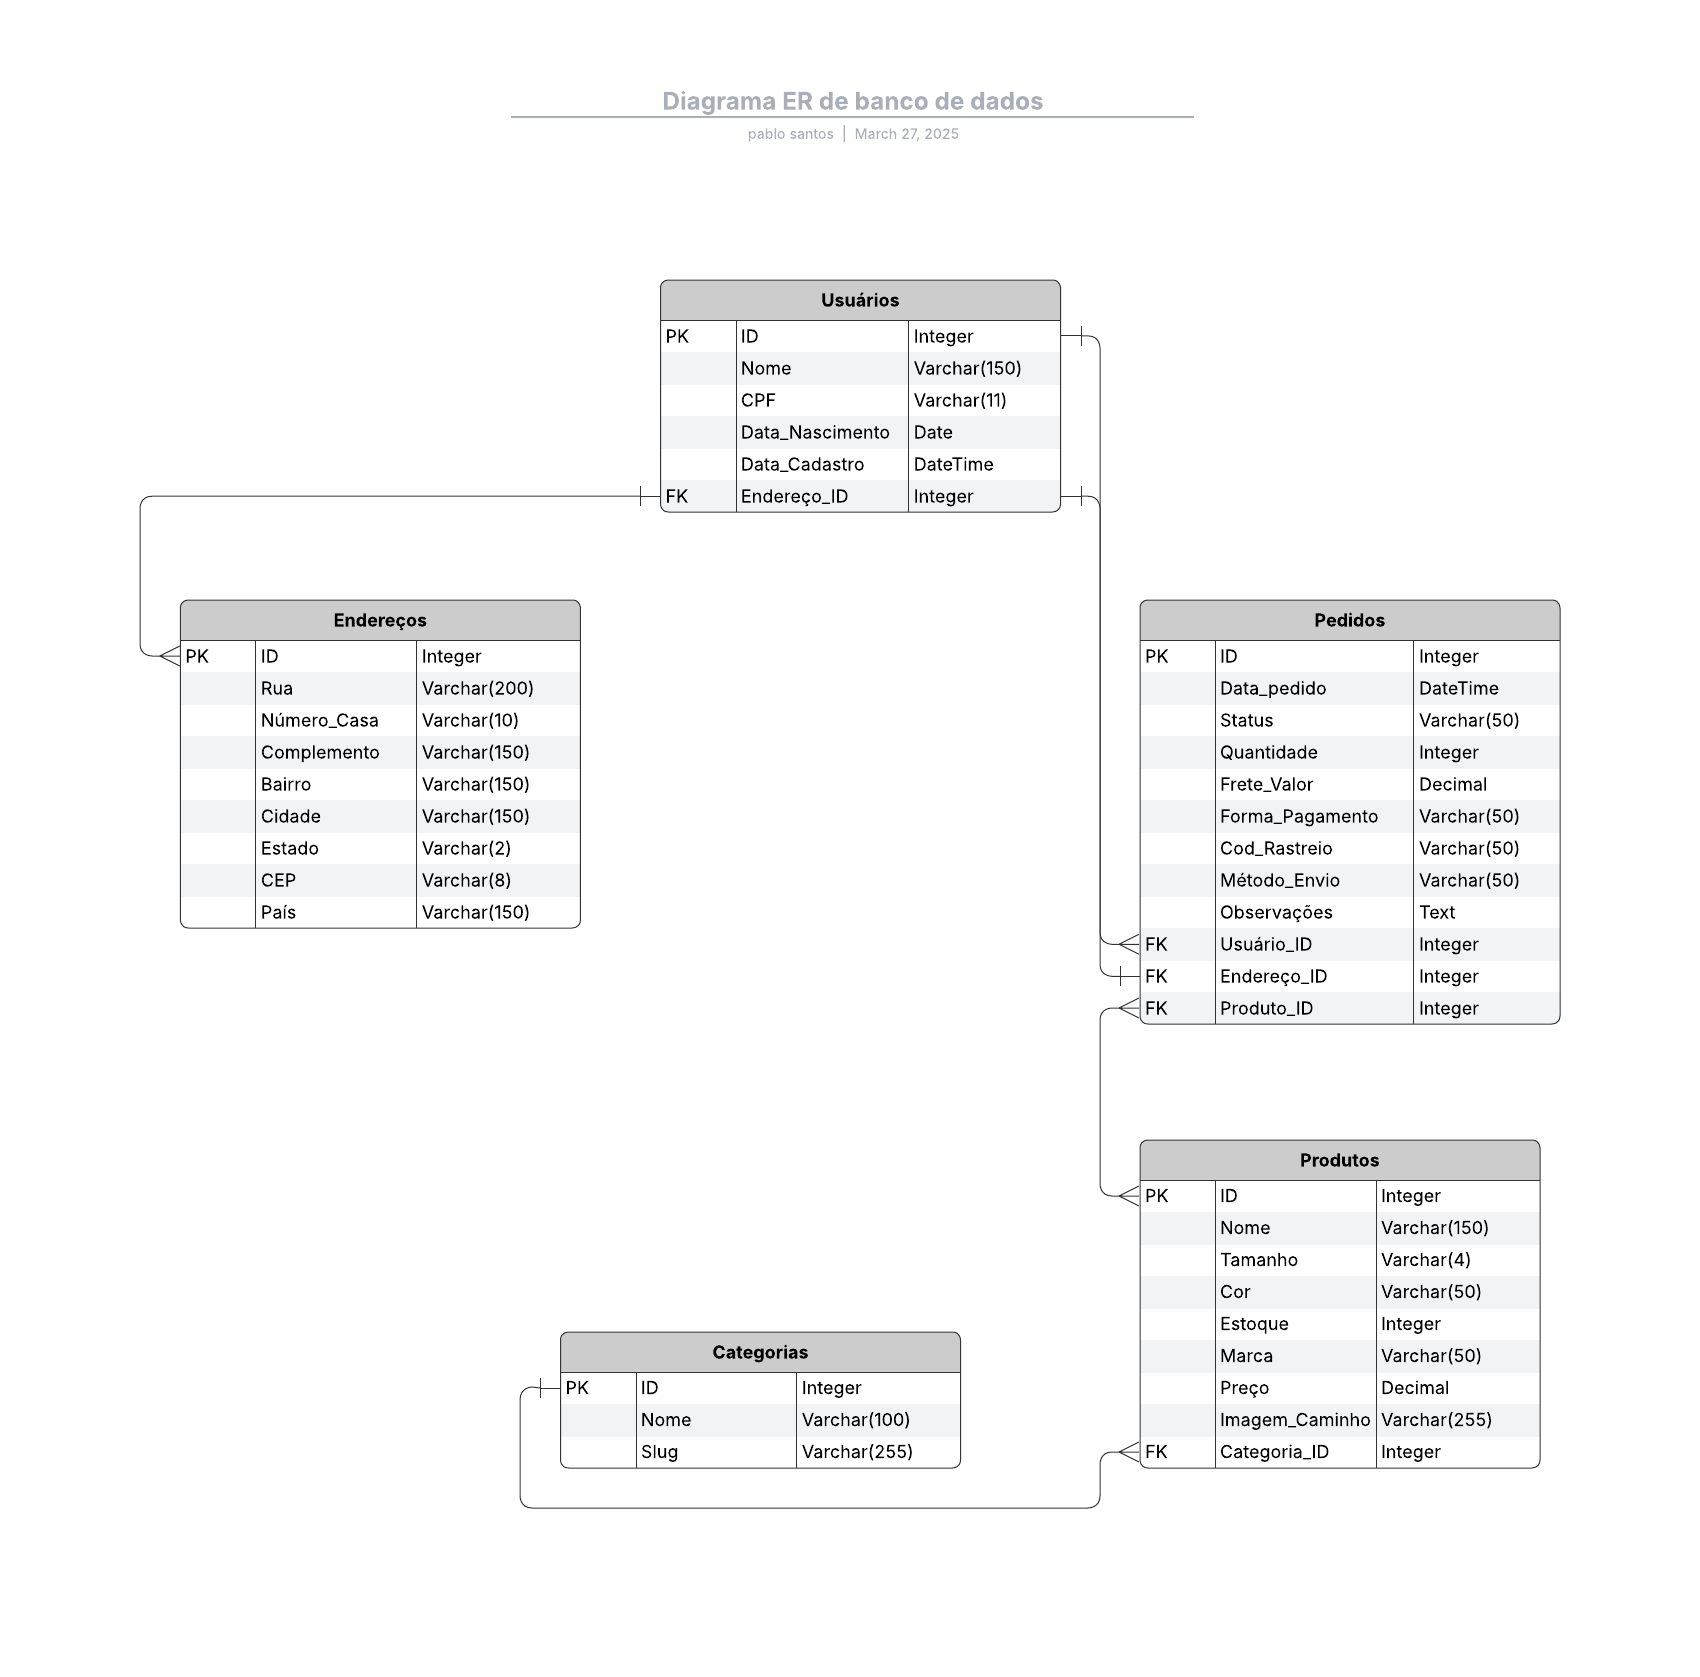 Diagrama ER de banco de dados
pablo santos | March 27, 2025
Usuários
PK ID Integer
Nome Varchar(150)
CPF Varchar(11)
Data_Nascimento Date
Data_Cadastro DateTime
FK Endereço_ID Integer
Endereços
PK ID Integer
Rua Varchar(200)
Número_Casa Varchar(10)
Complemento Varchar(150)
Bairro Varchar(150)
Cidade Varchar(150)
Estado Varchar(2)
CEP Varchar(8)
País Varchar(150)
Pedidos
PK ID Integer
Data_pedido DateTime
Status Varchar(50)
Quantidade Integer
Frete_Valor Decimal
Forma_Pagamento Varchar(50)
Cod_Rastreio Varchar(50)
Método_Envio Varchar(50)
Observações Text
FK Usuário_ID Integer
FK Endereço_ID Integer
FK Produto_ID Integer
Produtos
PK ID Integer
Nome Varchar(150)
Tamanho Varchar(4)
Cor Varchar(50)
Estoque Integer
Marca Varchar(50)
Preço Decimal
Imagem_Caminho Varchar(255)
FK Categoria_ID Integer
Categorias
PK ID Integer
Nome Varchar(100)
Slug Varchar(255)